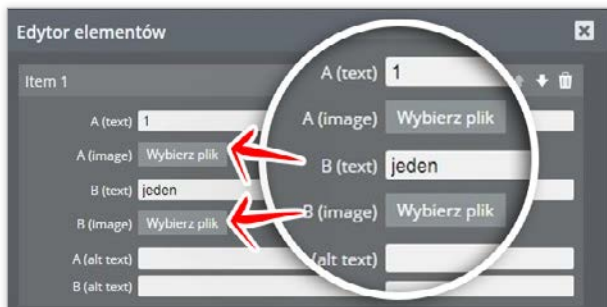 Edytor elementów
Item 1
A (text) 1
A (image) Wybierz plik
B (text) jeden
B (image) Wybierz plik
A (alt text)
B (alt text)
A (text) 1
A (image) Wybierz plik
B (text) jeden
B (image) Wybierz plik
(alt text)